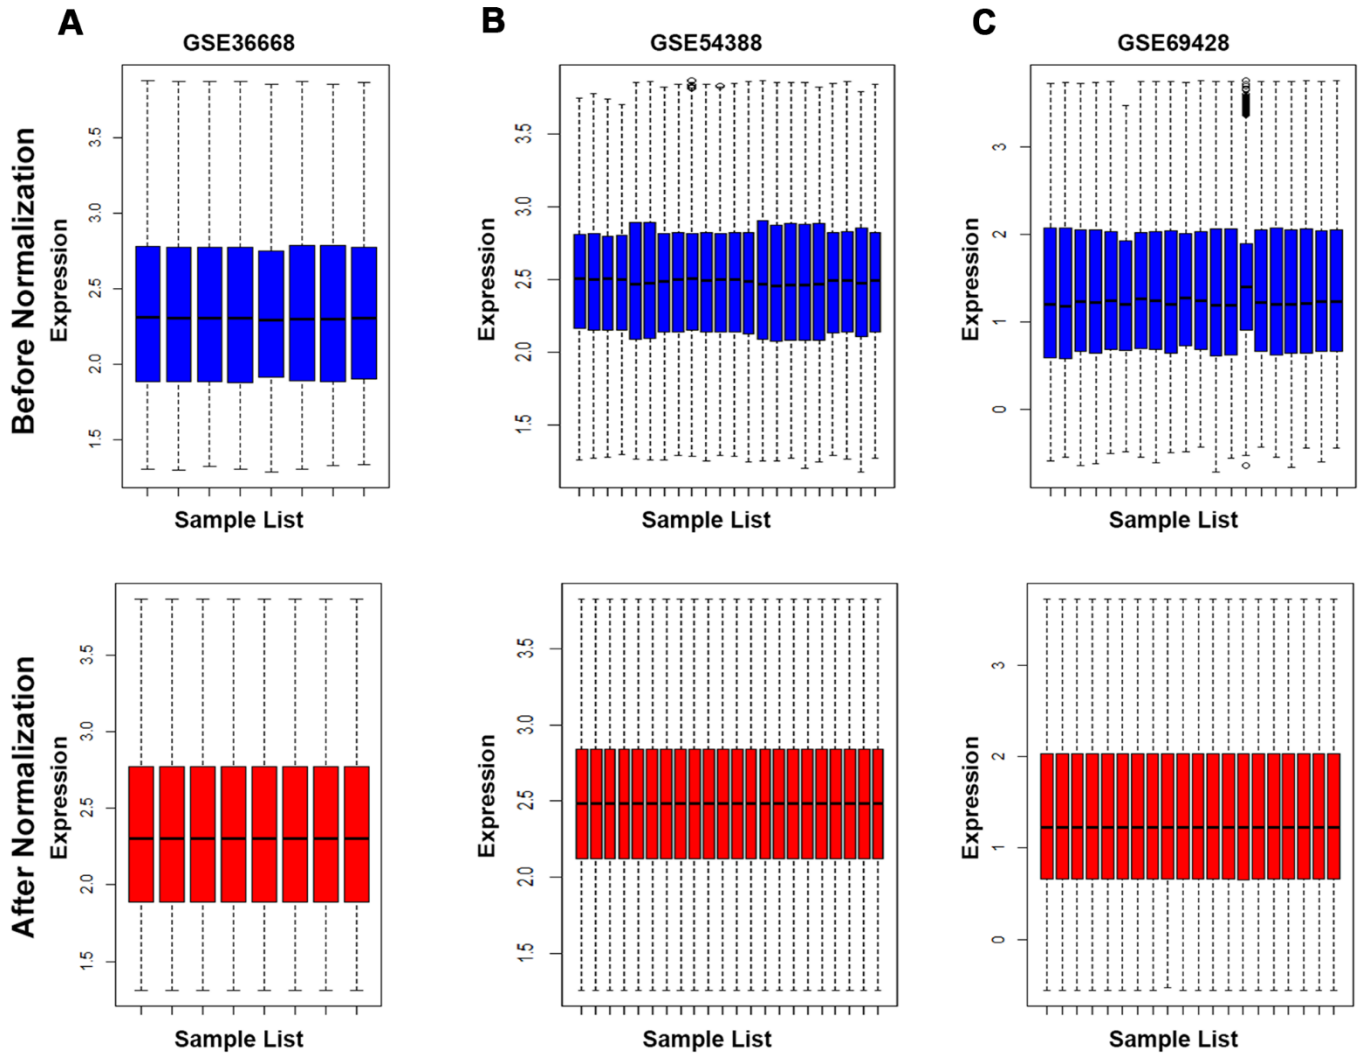 A
B
C
GSE36668
GSE54388
GSE69428
Before Normalization
Expression
3.5
3.0
2.5
2.0
1.5
Sample List
Expression
3.5
3.0
2.5
2.0
1.5
Sample List
Expression
3
2
1
0
Sample List
After Normalization
Expression
3.5
3.0
2.5
2.0
1.5
Sample List
Expression
3.5
3.0
2.5
2.0
1.5
Sample List
Expression
3
2
1
0
Sample List